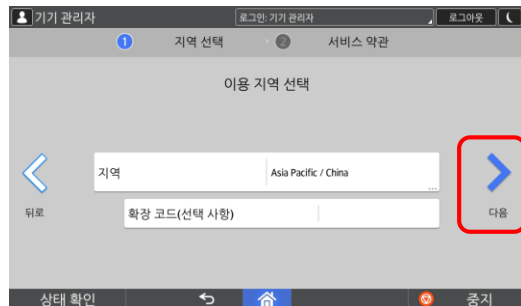 기기 관리자 로그인: 기기 관리자 로그아웃
1 지역 선택 2 서비스 약관
이용 지역 선택
지역 Asia Pacific / China
...
뒤로 확장 코드(선택 사항) 다음
상태 확인 중지